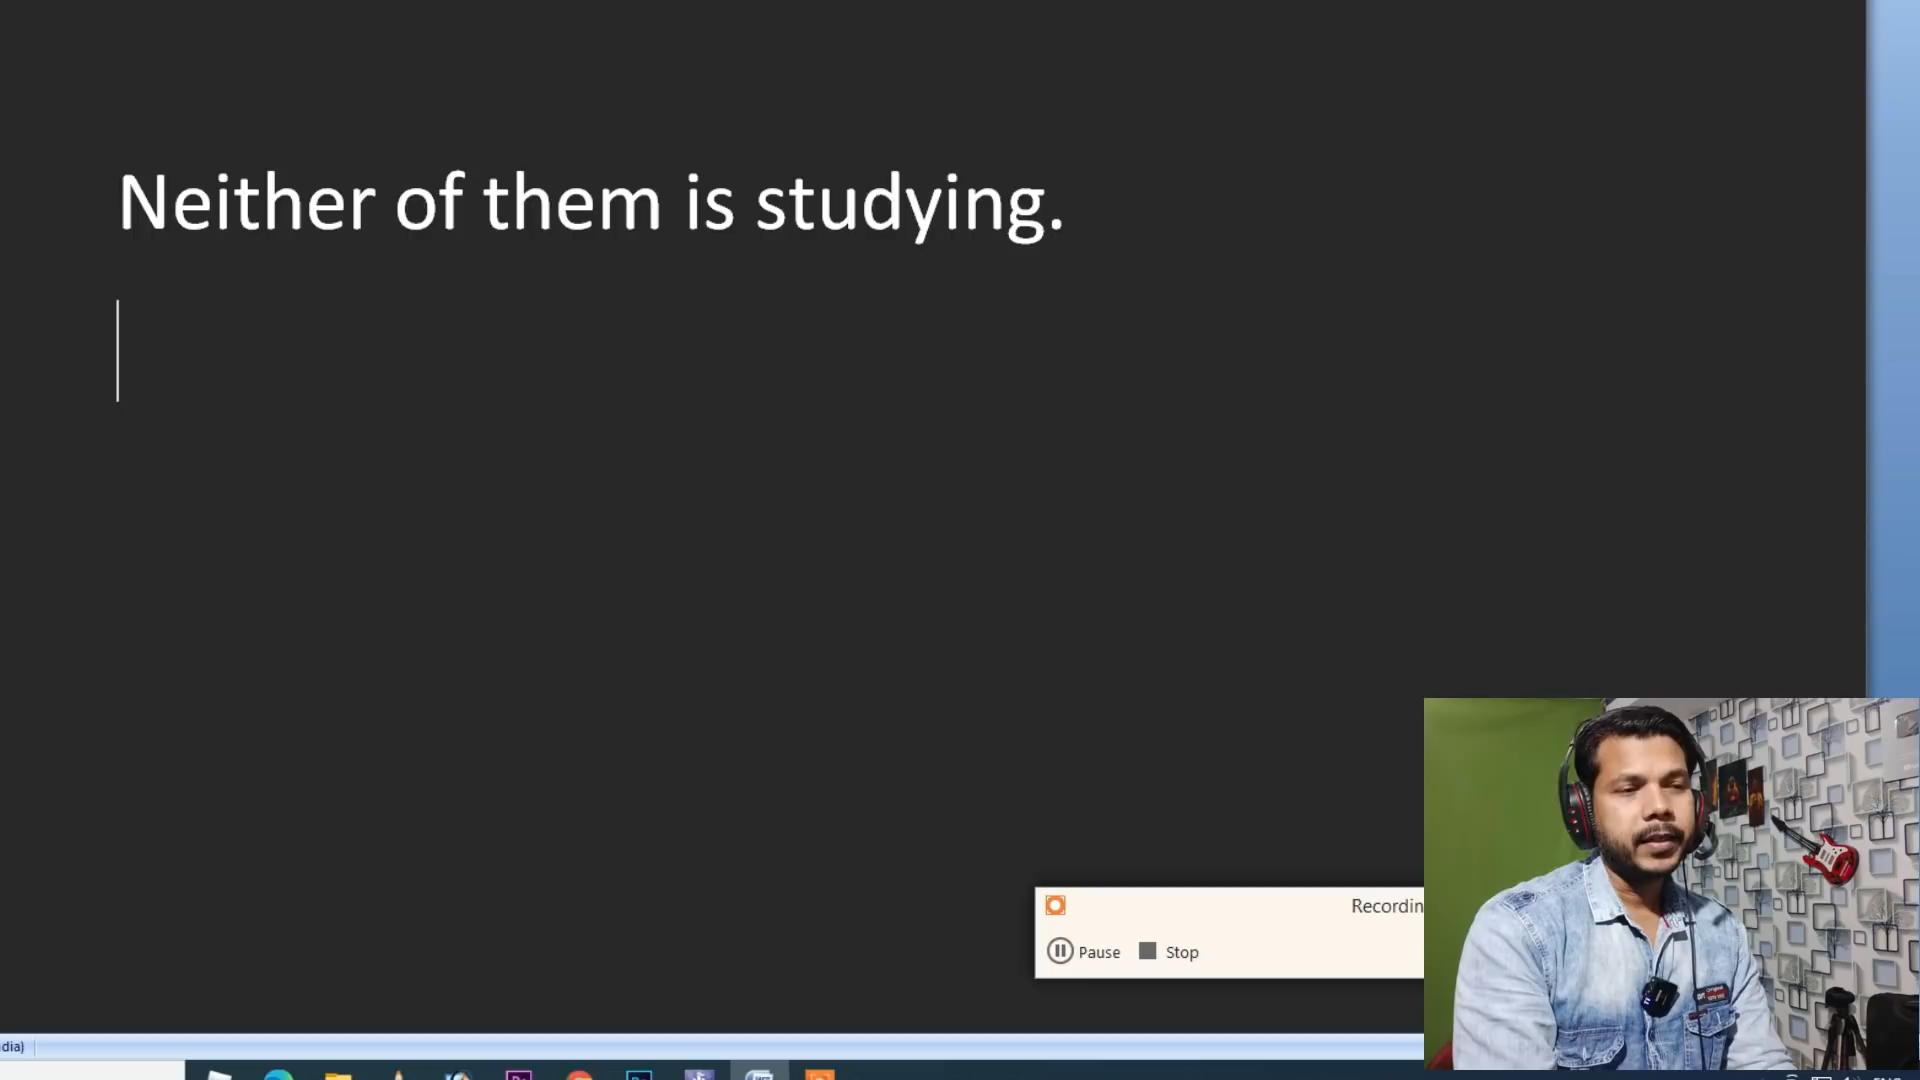 Neither of them is studying.
Recordin
Pause
Stop
dia)